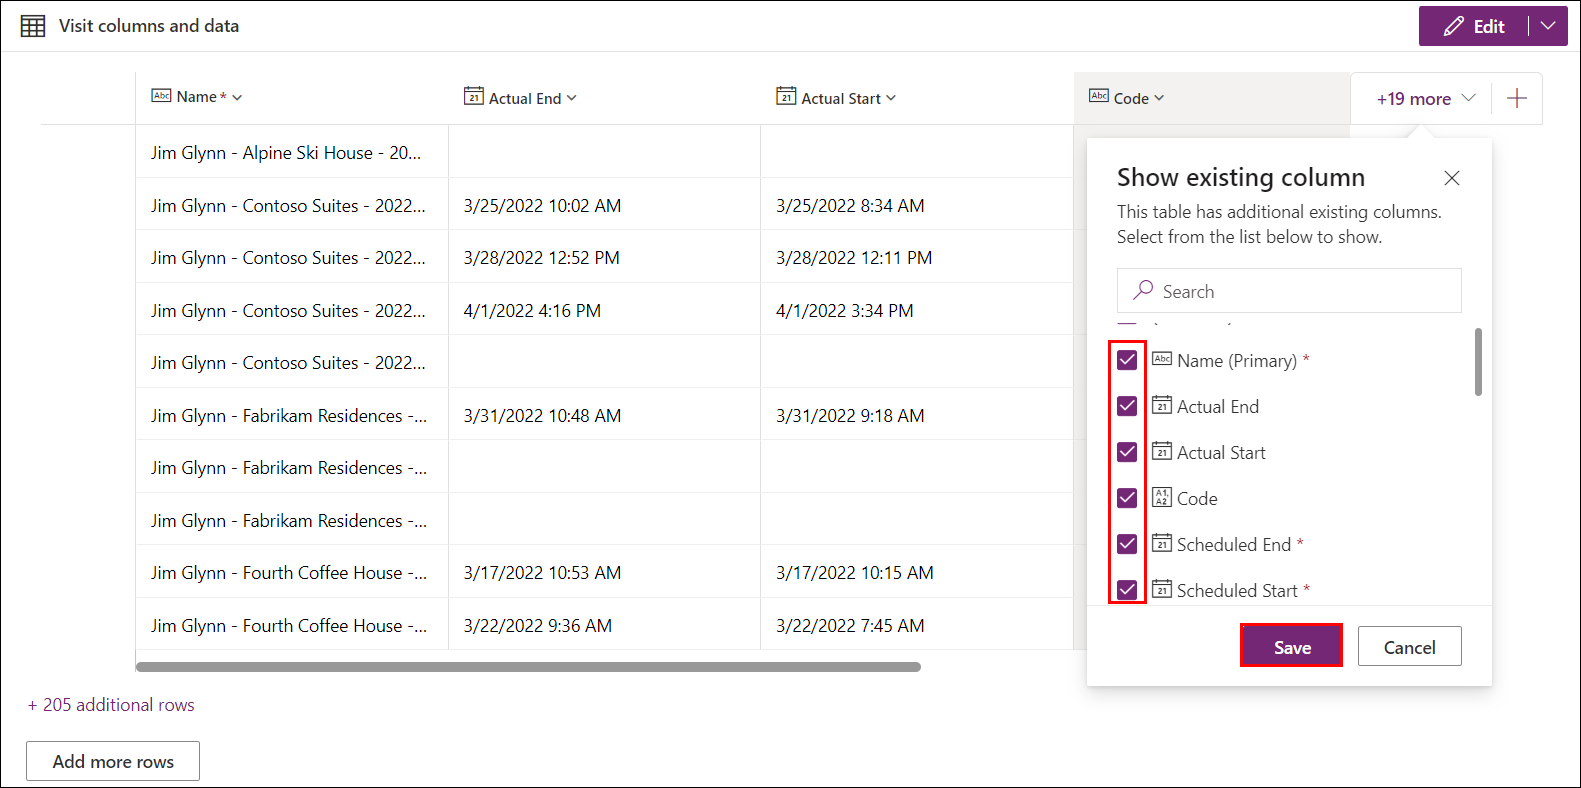 Visit columns and data
Edit
Name *
Actual End
Actual Start
Code
+19 more
Jim Glynn - Alpine Ski House - 20...
Jim Glynn - Contoso Suites - 2022... 3/25/2022 10:02 AM 3/25/2022 8:34 AM
Jim Glynn - Contoso Suites - 2022... 3/28/2022 12:52 PM 3/28/2022 12:11 PM
Jim Glynn - Contoso Suites - 2022... 4/1/2022 4:16 PM 4/1/2022 3:34 PM
Jim Glynn - Contoso Suites - 2022...
Jim Glynn - Fabrikam Residences -... 3/31/2022 10:48 AM 3/31/2022 9:18 AM
Jim Glynn - Fabrikam Residences -...
Jim Glynn - Fabrikam Residences -...
Jim Glynn - Fourth Coffee House -... 3/17/2022 10:53 AM 3/17/2022 10:15 AM
Jim Glynn - Fourth Coffee House -... 3/22/2022 9:36 AM 3/22/2022 7:45 AM
+ 205 additional rows
Add more rows
Show existing column
This table has additional existing columns.
Select from the list below to show.
Search
Abc Name (Primary) *
21 Actual End
21 Actual Start
A1, A2 Code
21 Scheduled End *
21 Scheduled Start *
Save
Cancel